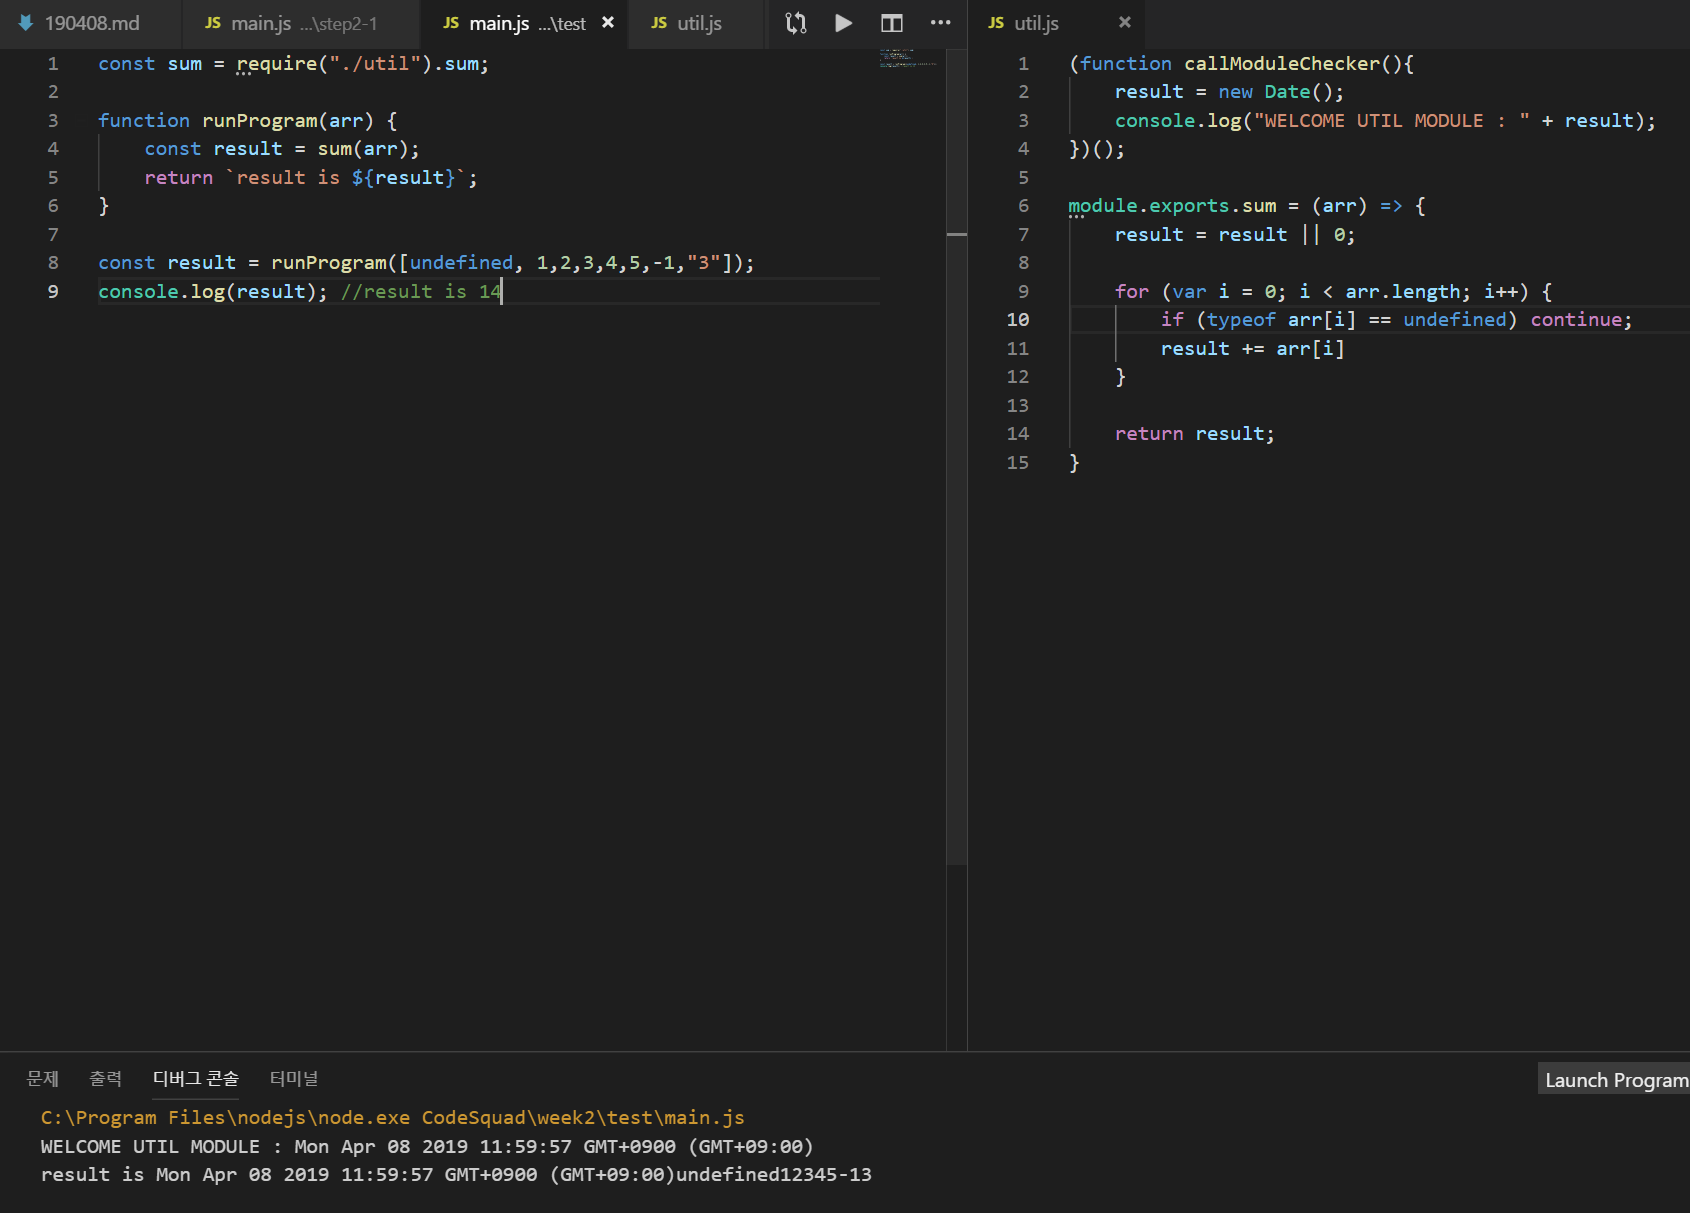 190408.md
JS main.js ...\step2-1
JS main.js ...\test ×
JS util.js
JS util.js ×
1 const sum = require("./util").sum;
2
3 function runProgram(arr) {
4     const result = sum(arr);
5     return `result is ${result}`;
6 }
7
8 const result = runProgram([undefined, 1,2,3,4,5,-1,"3"]);
9 console.log(result); //result is 14
1 (function callModuleChecker(){
2     result = new Date();
3     console.log("WELCOME UTIL MODULE : " + result);
4 })();
5
6 module.exports.sum = (arr) => {
7     result = result || 0;
8
9     for (var i = 0; i < arr.length; i++) {
10         if (typeof arr[i] == undefined) continue;
11         result += arr[i]
12     }
13
14     return result;
15 }
문제 출력 디버그 콘솔 터미널
Launch Program
C:\Program Files\nodejs\node.exe CodeSquad\week2\test\main.js
WELCOME UTIL MODULE : Mon Apr 08 2019 11:59:57 GMT+0900 (GMT+09:00)
result is Mon Apr 08 2019 11:59:57 GMT+0900 (GMT+09:00)undefined12345-13